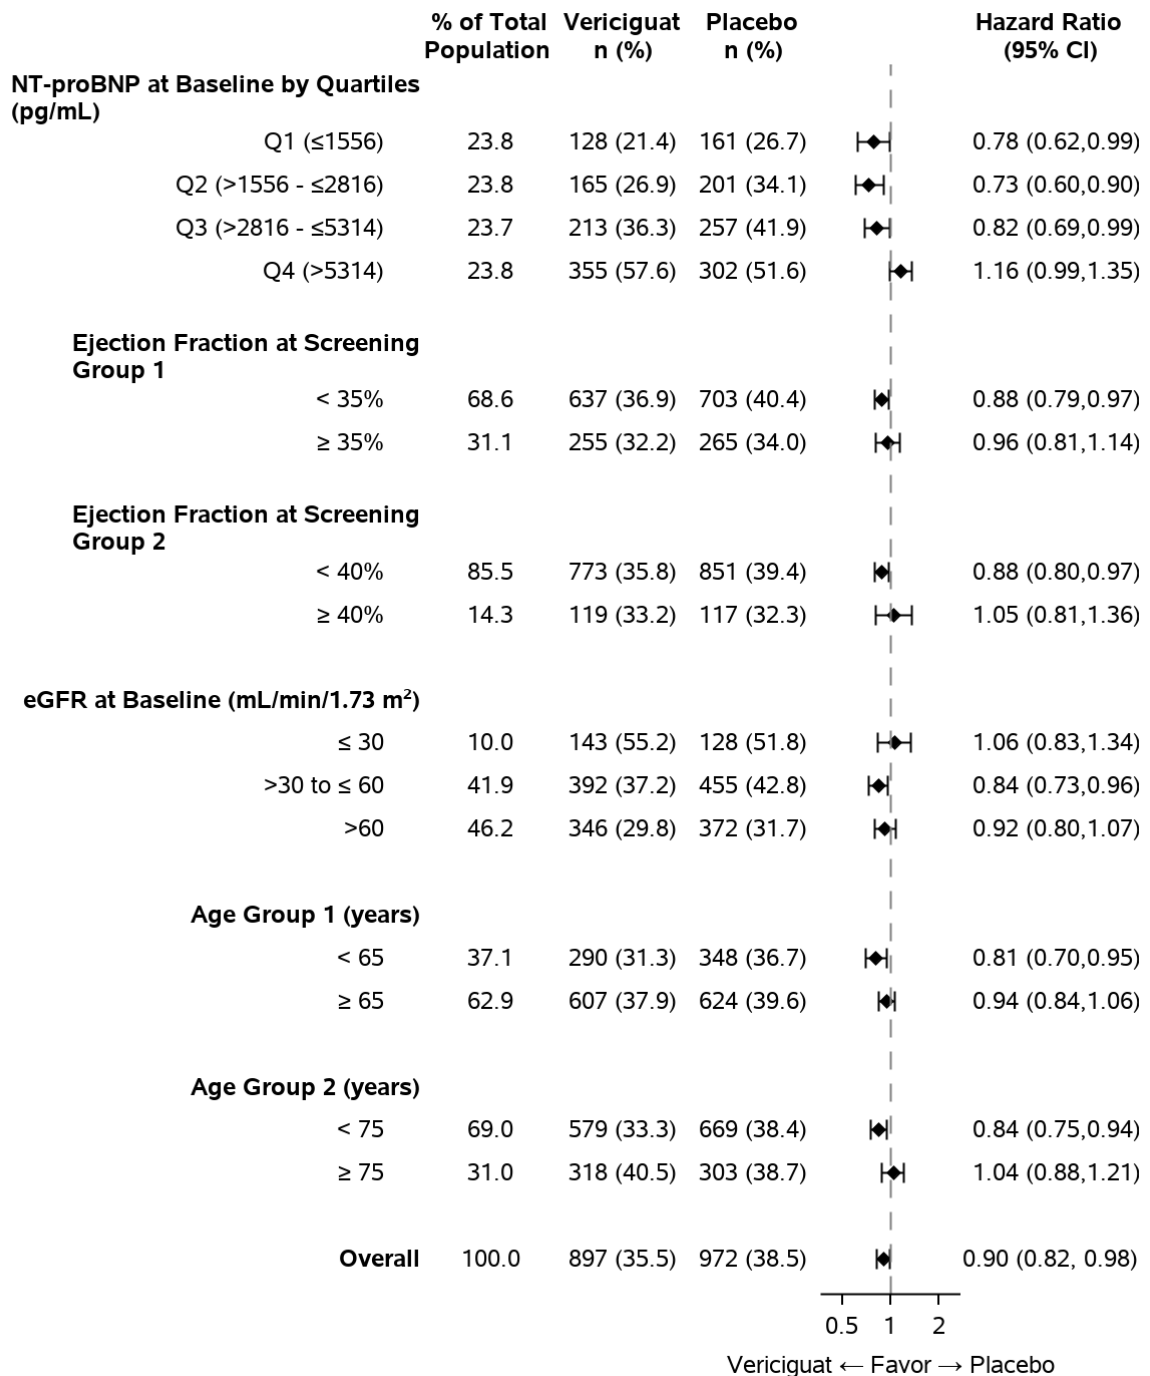 % of Total Vericiguat Placebo Hazard Ratio
Population n (%) n (%) (95% CI)
NT-proBNP at Baseline by Quartiles
(pg/mL)
Q1 (≤1556) 23.8 128 (21.4) 161 (26.7) 0.78 (0.62,0.99)
Q2 (>1556 - ≤2816) 23.8 165 (26.9) 201 (34.1) 0.73 (0.60,0.90)
Q3 (>2816 - ≤5314) 23.7 213 (36.3) 257 (41.9) 0.82 (0.69,0.99)
Q4 (>5314) 23.8 355 (57.6) 302 (51.6) 1.16 (0.99,1.35)
Ejection Fraction at Screening
Group 1
< 35% 68.6 637 (36.9) 703 (40.4) 0.88 (0.79,0.97)
≥ 35% 31.1 255 (32.2) 265 (34.0) 0.96 (0.81,1.14)
Ejection Fraction at Screening
Group 2
< 40% 85.5 773 (35.8) 851 (39.4) 0.88 (0.80,0.97)
≥ 40% 14.3 119 (33.2) 117 (32.3) 1.05 (0.81,1.36)
eGFR at Baseline (mL/min/1.73 m²)
≤ 30 10.0 143 (55.2) 128 (51.8) 1.06 (0.83,1.34)
>30 to ≤ 60 41.9 392 (37.2) 455 (42.8) 0.84 (0.73,0.96)
>60 46.2 346 (29.8) 372 (31.7) 0.92 (0.80,1.07)
Age Group 1 (years)
< 65 37.1 290 (31.3) 348 (36.7) 0.81 (0.70,0.95)
≥ 65 62.9 607 (37.9) 624 (39.6) 0.94 (0.84,1.06)
Age Group 2 (years)
< 75 69.0 579 (33.3) 669 (38.4) 0.84 (0.75,0.94)
≥ 75 31.0 318 (40.5) 303 (38.7) 1.04 (0.88,1.21)
Overall 100.0 897 (35.5) 972 (38.5) 0.90 (0.82, 0.98)
0.5 1 2
Vericiguat ← Favor → Placebo